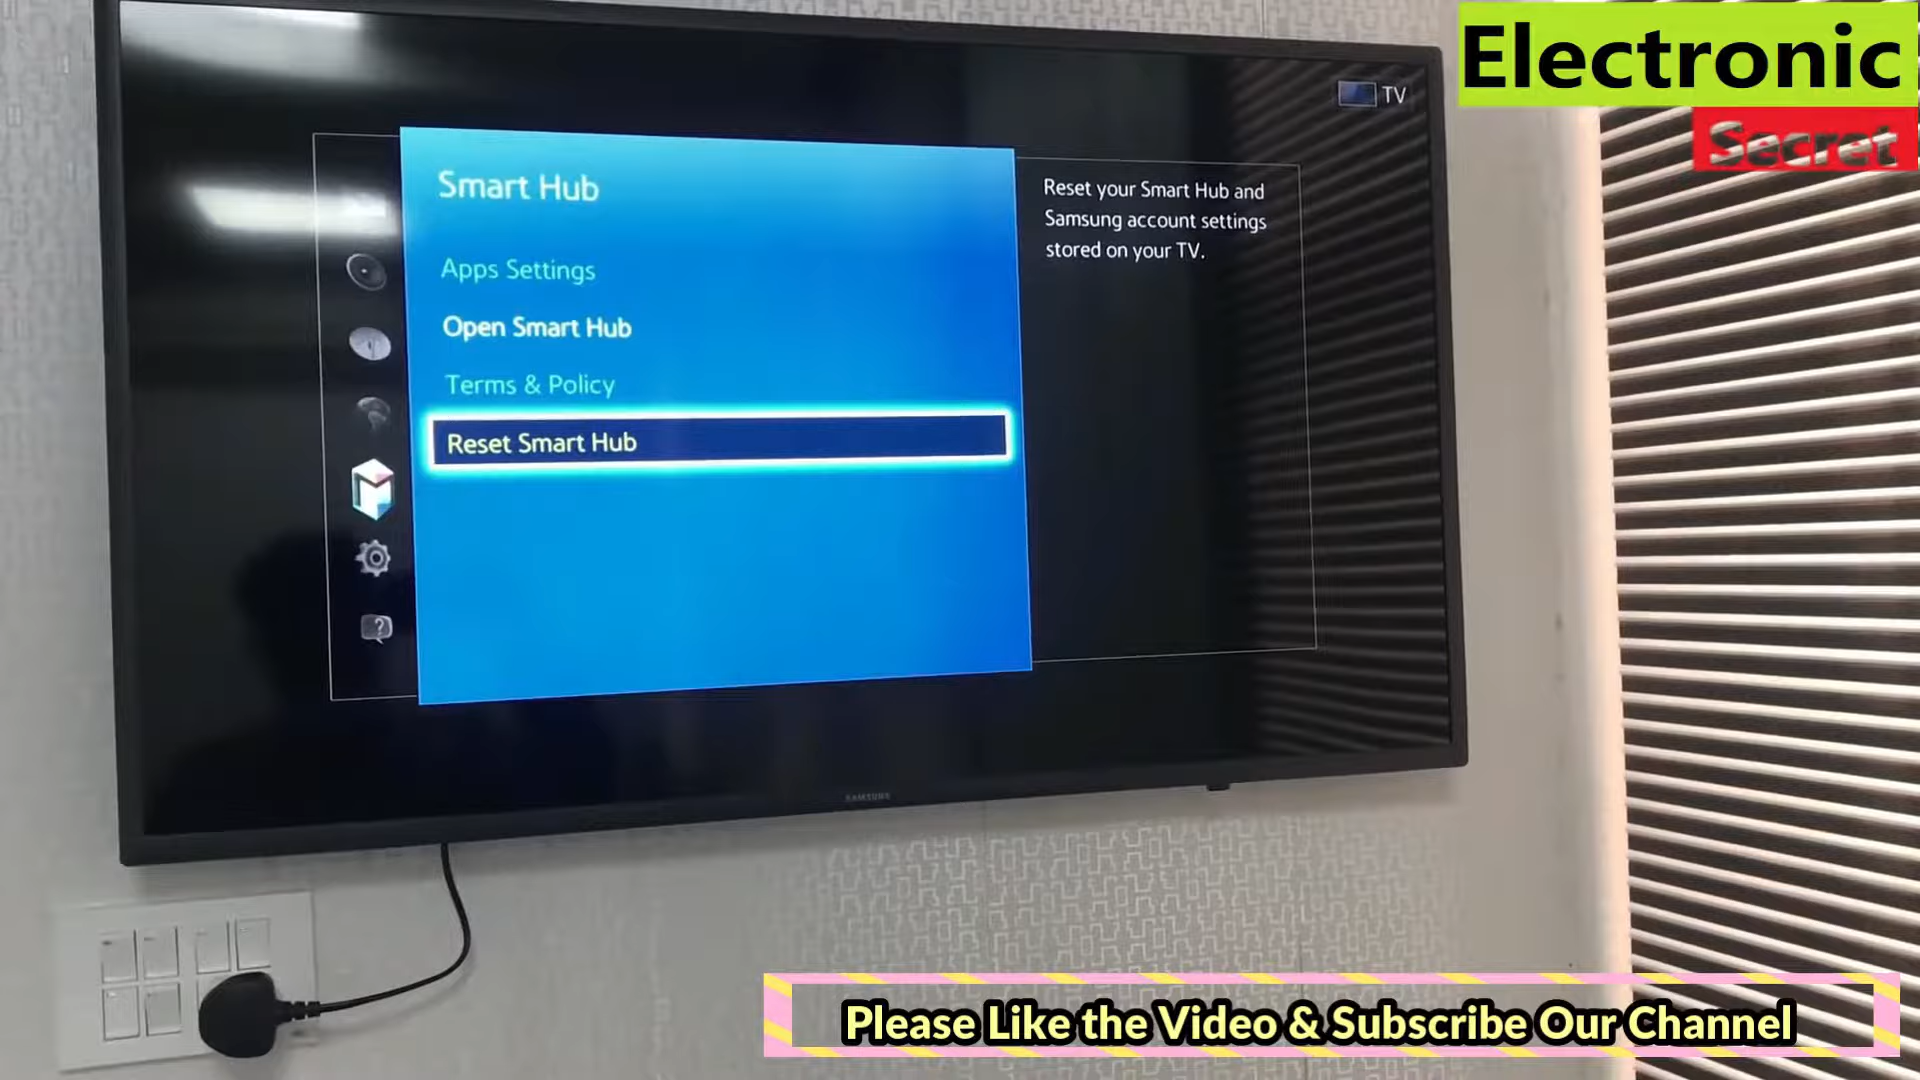 Electronic
Secret
TV
Smart Hub
Reset your Smart Hub and
Samsung account settings
stored on your TV.
Apps Settings
Open Smart Hub
Terms & Policy
Reset Smart Hub
?
SAMSUNG
Please Like the Video & Subscribe Our Channel